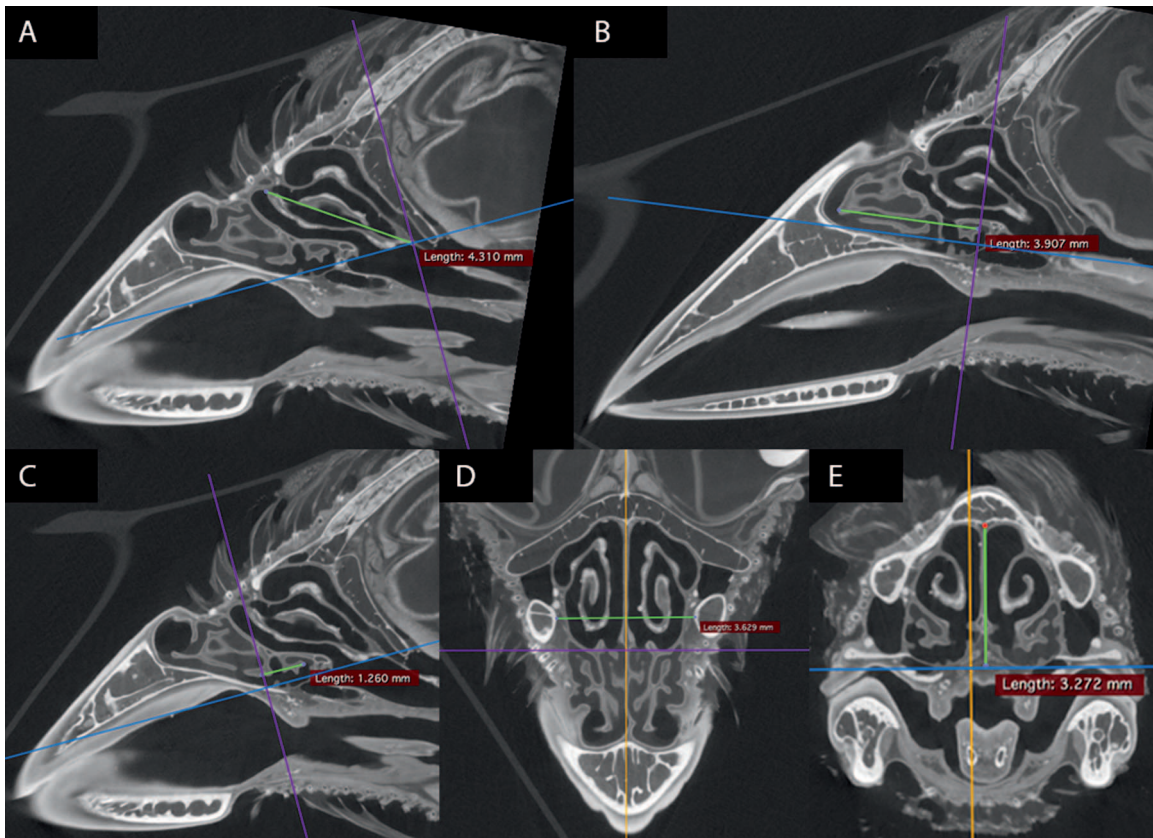 A
B
Length: 4.310 mm
Length: 3.907 mm
C
D
E
Length: 1.260 mm
Length: 3.629 mm
Length: 3.272 mm